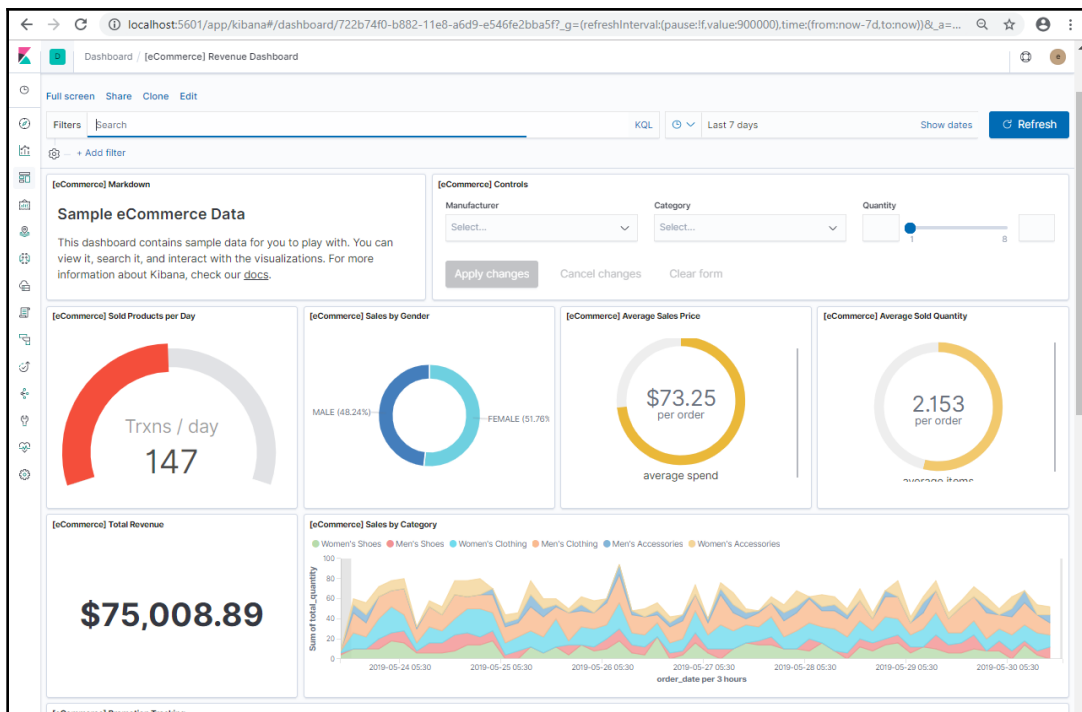 localhost:5601/app/kibana#/dashboard/722b74f0-b882-11e8-a6d9-e546fe2bba5f?_g=(refreshInterval:(pause:!f,value:900000),time:(from:now-7d,to:now))&_a=...
D Dashboard / [eCommerce] Revenue Dashboard e
Full screen Share Clone Edit
Filters Search KQL Last 7 days Show dates Refresh
+ Add filter
[eCommerce] Markdown
Sample eCommerce Data
This dashboard contains sample data for you to play with. You can
view it, search it, and interact with the visualizations. For more
information about Kibana, check our docs.
[eCommerce] Controls
Manufacturer Category Quantity
Select... Select... 1 8
Apply changes Cancel changes Clear form
[eCommerce] Sold Products per Day
Trxns / day
147
[eCommerce] Sales by Gender
MALE (48.24%) FEMALE (51.76%
[eCommerce] Average Sales Price
$73.25
per order
average spend
[eCommerce] Average Sold Quantity
2.153
per order
average items
[eCommerce] Total Revenue
$75,008.89
[eCommerce] Sales by Category
Women's Shoes Men's Shoes Women's Clothing Men's Clothing Men's Accessories Women's Accessories
Sum of total_quantity
100
80
60
40
20
0
2019-05-24 05:30 2019-05-25 05:30 2019-05-26 05:30 2019-05-27 05:30 2019-05-28 05:30 2019-05-29 05:30 2019-05-30 05:30
order_date per 3 hours
[eCommerce] Promotion Tracking